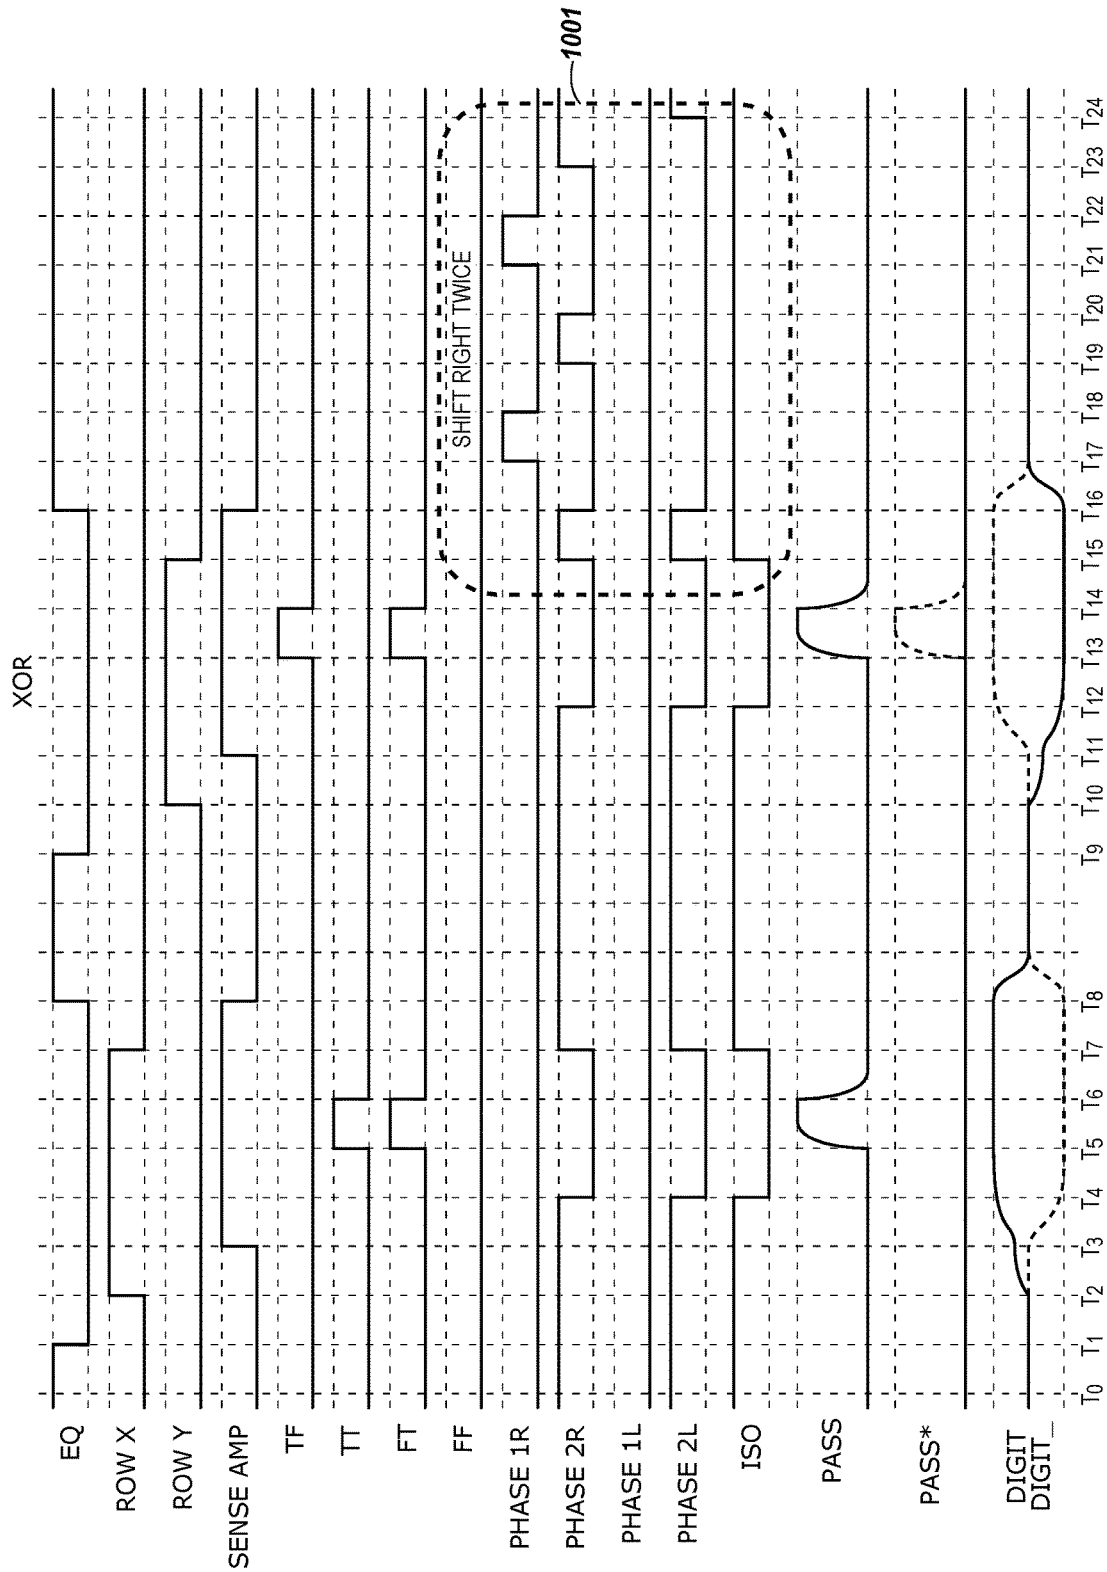 XOR
EQ
ROW X
ROW Y
SENSE AMP
TF
TT
FT
FF
PHASE 1R
PHASE 2R
PHASE 1L
PHASE 2L
ISO
PASS
PASS*
DIGIT
DIGIT_
SHIFT RIGHT TWICE
1001
T0 T1 T2 T3 T4 T5 T6 T7 T8 T9 T10 T11 T12 T13 T14 T15 T16 T17 T18 T19 T20 T21 T22 T23 T24